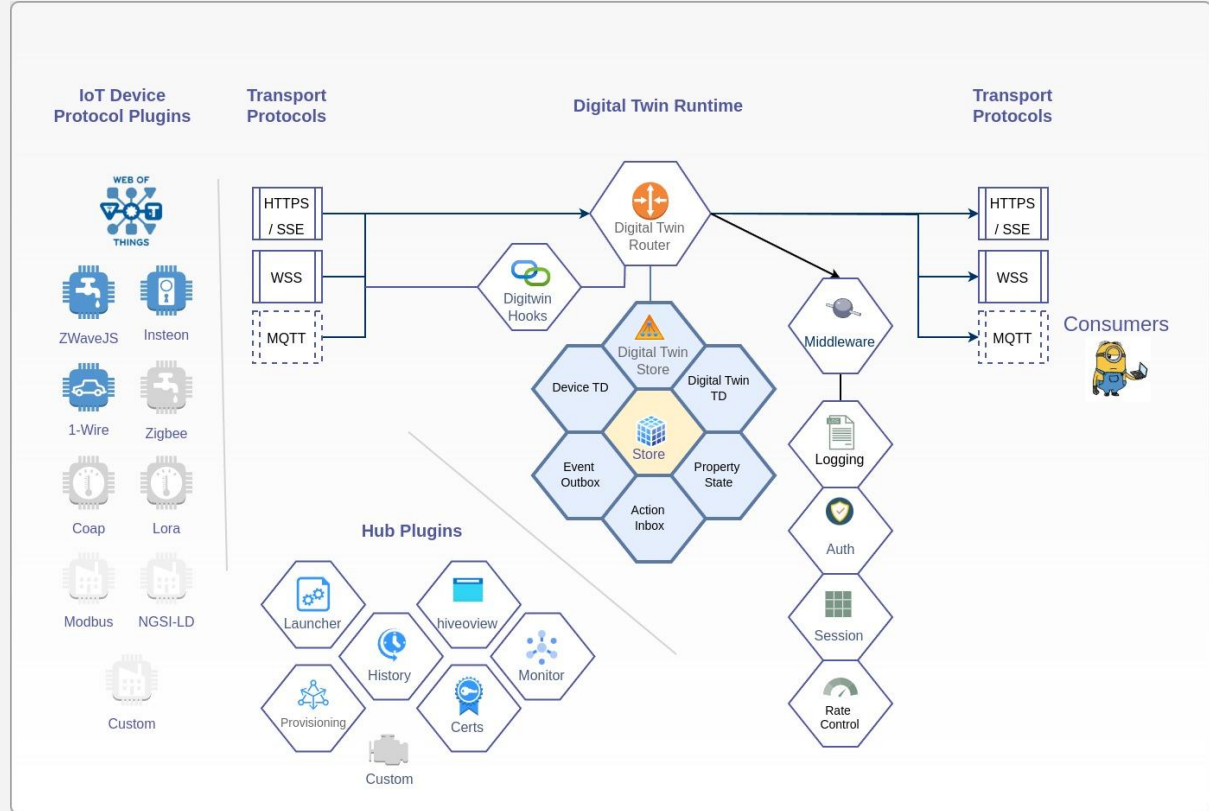 IoT Device
Protocol Plugins
Transport
Protocols
Digital Twin Runtime
Transport
Protocols
WEB OF
W T
THINGS
ZWaveJS
Insteon
1-Wire
Zigbee
Coap
Lora
Modbus
NGSI-LD
Custom
HTTPS
/ SSE
WSS
MQTT
Digitwin
Hooks
Digital Twin
Router
Digital Twin
Store
Device TD
Digital Twin
TD
Store
Event
Outbox
Property
State
Action
Inbox
Middleware
Logging
Auth
Session
Rate
Control
HTTPS
/ SSE
WSS
MQTT
Consumers
Hub Plugins
Launcher
hiveoview
History
Monitor
Provisioning
Certs
Custom